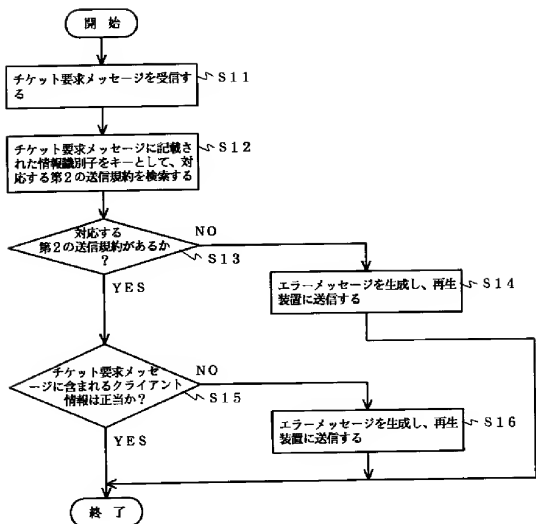 開始
チケット要求メッセージを受信す
る
S11
チケット要求メッセージに記載され
た情報識別子をキーとして、対
応する第2の送信規約を検索する
S12
対応する
第2の送信規約があるか
?
NO
S13
YES
エラーメッセージを生成し、再生
装置に送信する
S14
チケット要求メッセ
ージに含まれるクライアント
情報は正当か?
NO
S15
YES
エラーメッセージを生成し、再生
装置に送信する
S16
終了